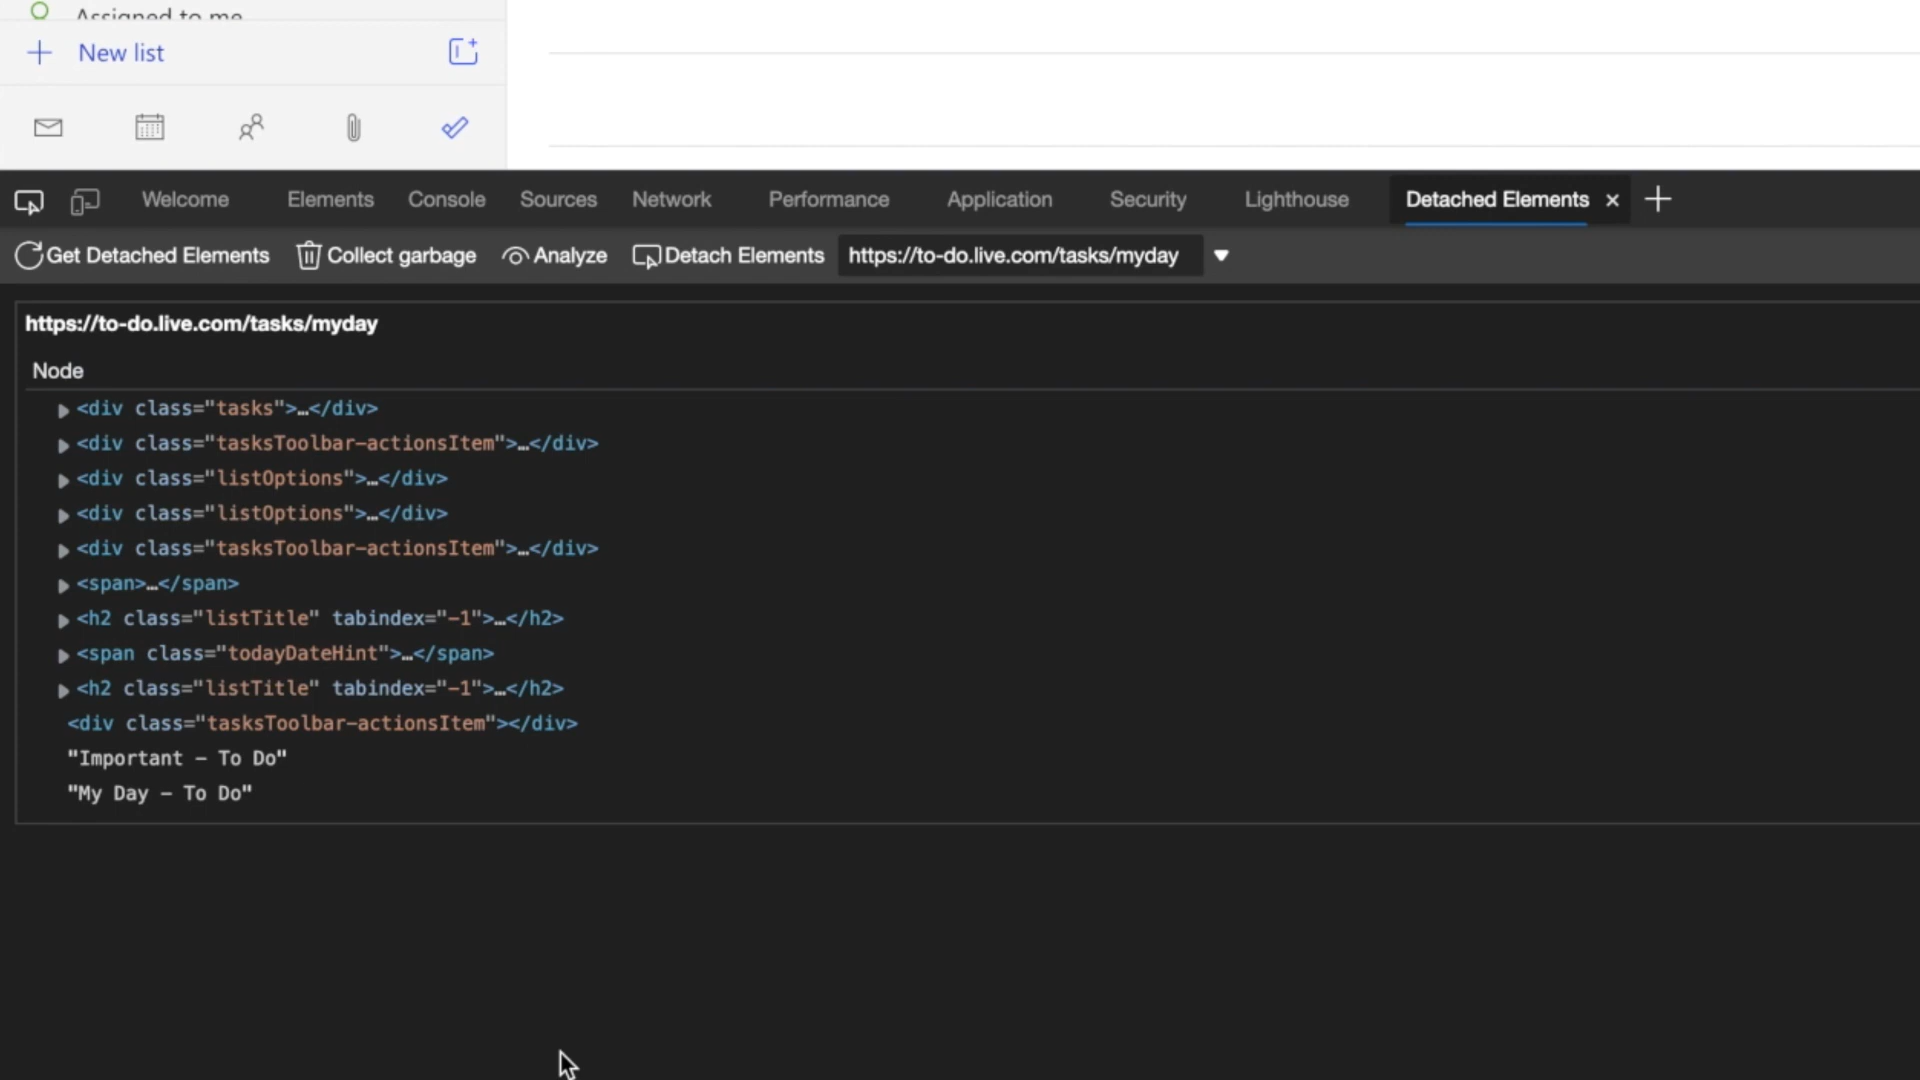 Assigned to me
New list
Welcome Elements Console Sources Network Performance Application Security Lighthouse Detached Elements
Get Detached Elements Collect garbage Analyze Detach Elements https://to-do.live.com/tasks/myday
https://to-do.live.com/tasks/myday
Node
<div class="tasks">…</div>
<div class="tasksToolbar-actionsItem">…</div>
<div class="listOptions">…</div>
<div class="listOptions">…</div>
<div class="tasksToolbar-actionsItem">…</div>
<span>…</span>
<h2 class="listTitle" tabindex="-1">…</h2>
<span class="todayDateHint">…</span>
<h2 class="listTitle" tabindex="-1">…</h2>
<div class="tasksToolbar-actionsItem"></div>
"Important – To Do"
"My Day – To Do"